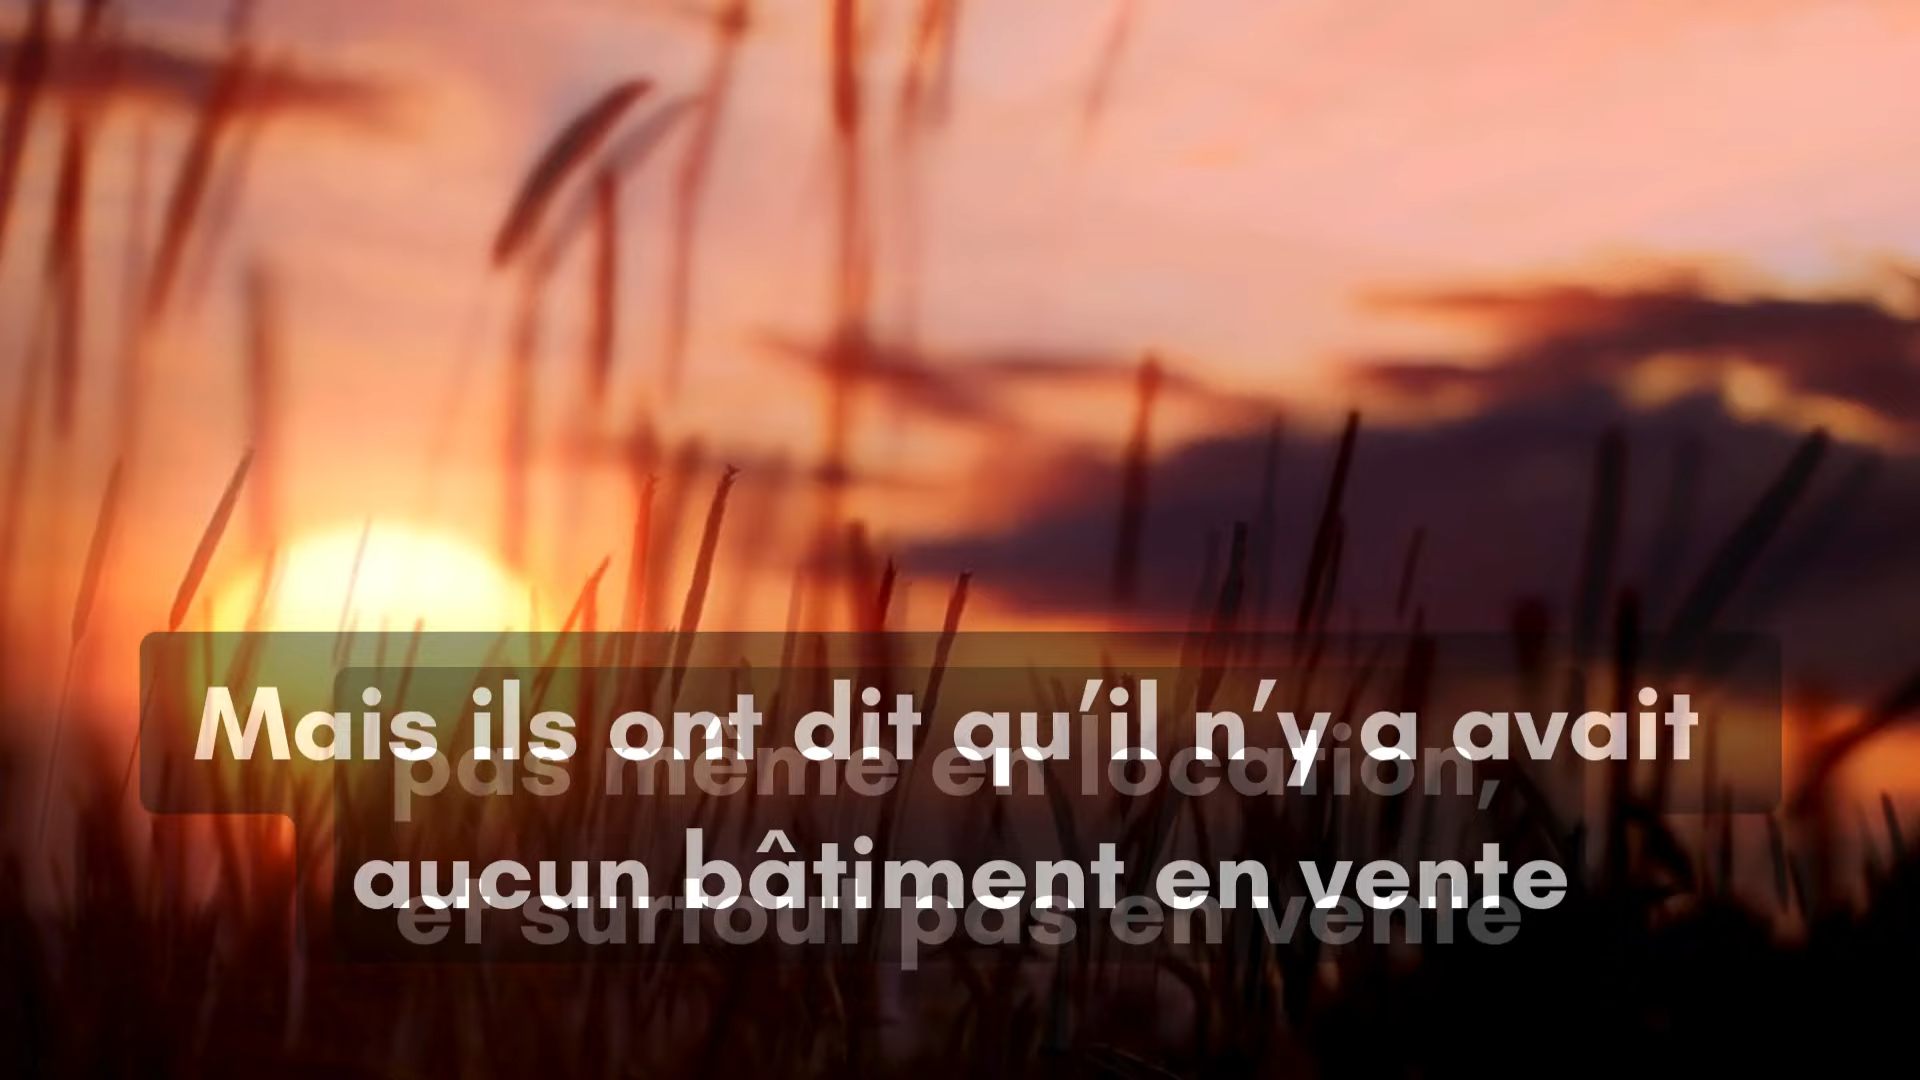 Mais ils ont dit qu’il n’y a avait
aucun bâtiment en vente
pas même en location,
et surtout pas en vente